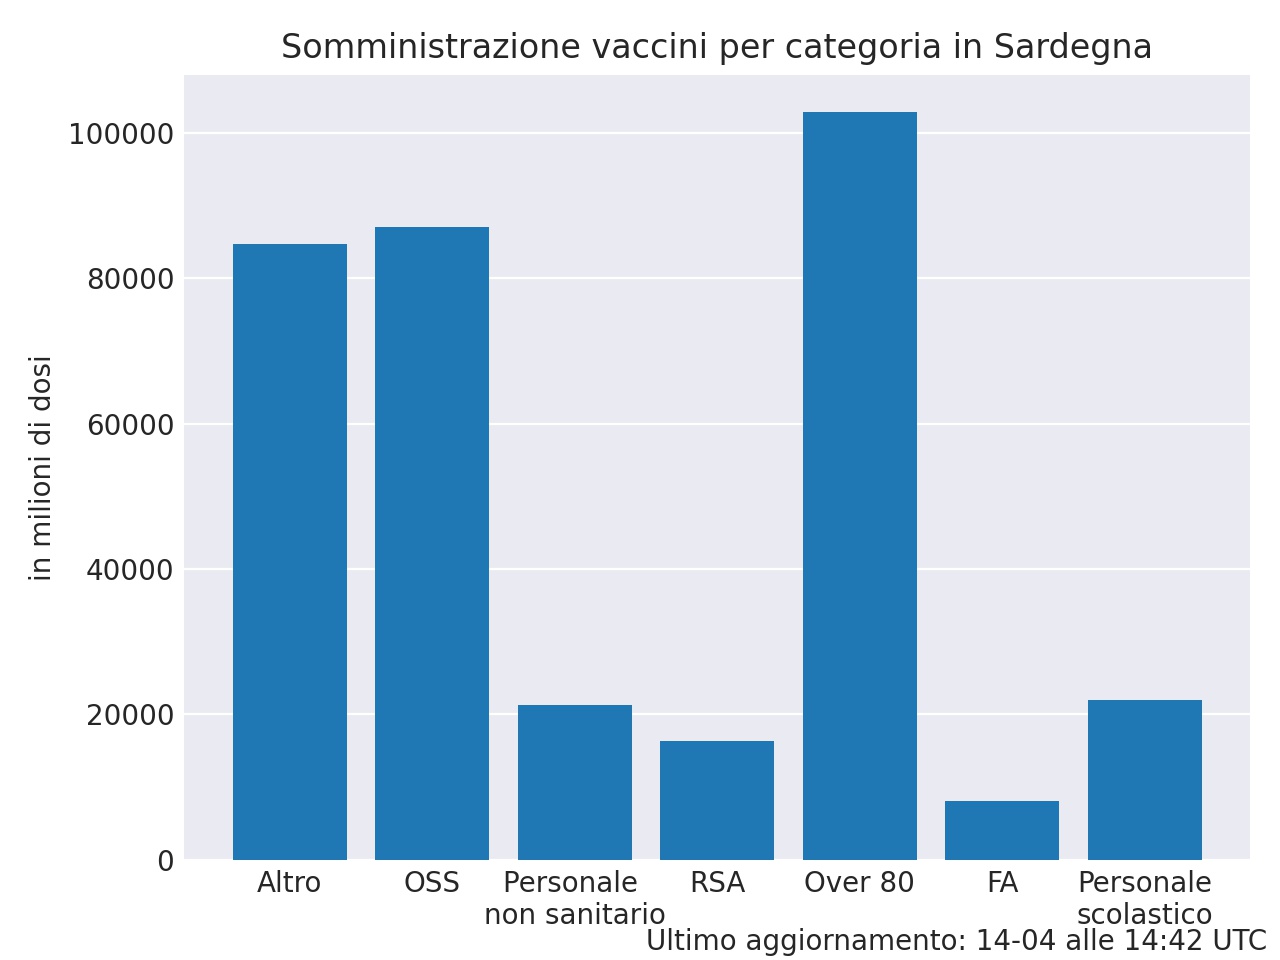 Somministrazione vaccini per categoria in Sardegna
in milioni di dosi
100000
80000
60000
40000
20000
0
Altro
OSS
Personale
non sanitario
RSA
Over 80
FA
Personale
scolastico
Ultimo aggiornamento: 14-04 alle 14:42 UTC